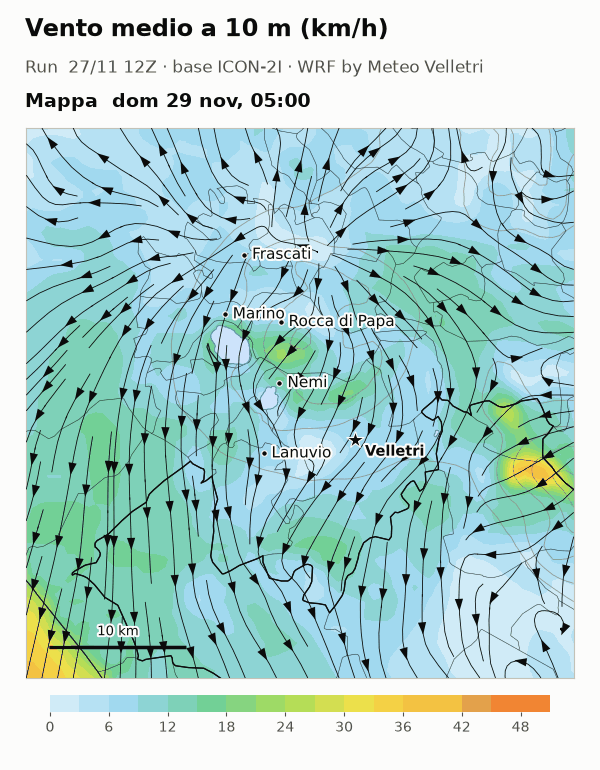 Vento medio a 10 m (km/h)
Run  27/11 12Z · base ICON-2I · WRF by Meteo Velletri
Mappa  dom 29 nov, 05:00
Frascati
Marino
Rocca di Papa
Nemi
Velletri
Lanuvio
10 km
0 6 12 18 24 30 36 42 48